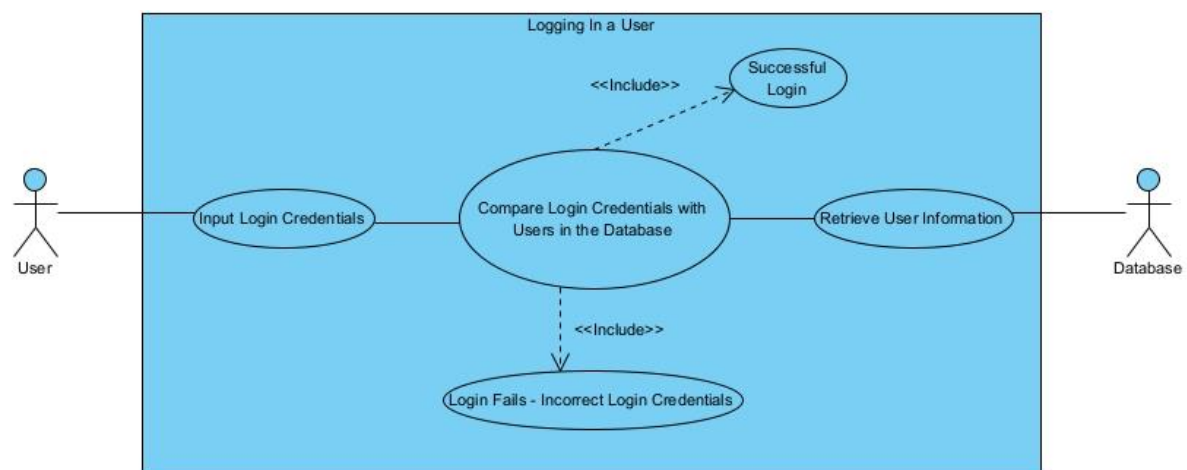 Logging In a User
Successful
Login
<<Include>>
Input Login Credentials
Compare Login Credentials with
Users in the Database
Retrieve User Information
User
Database
<<Include>>
Login Fails - Incorrect Login Credentials